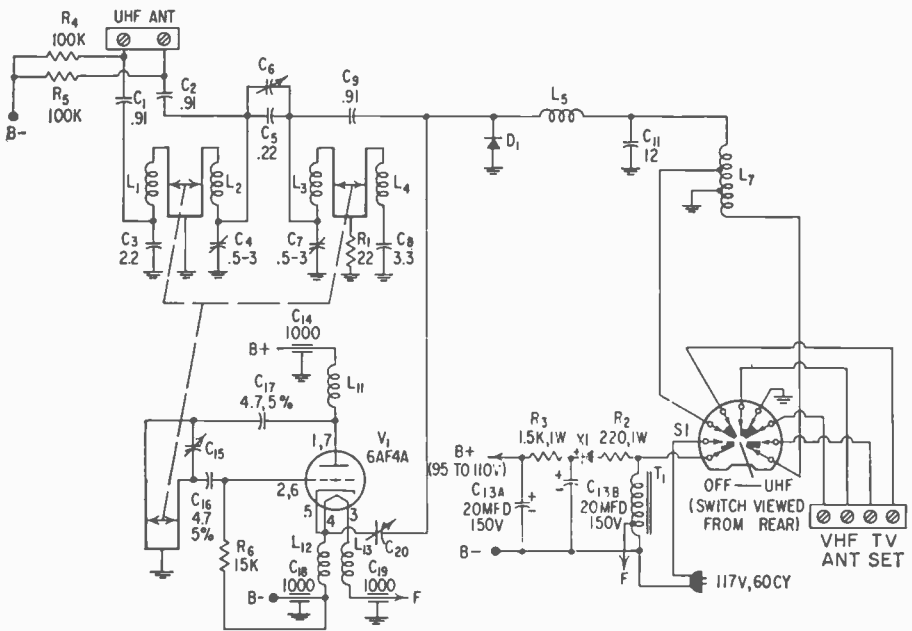 UHF ANT
R4
100K
R5
100K
B-
C1
.91
C2
.91
C6
C5
.22
C9
.91
L5
D1
C11
12
L7
L1
L2
L3
L4
C3
2.2
C4
.5-3
C7
.5-3
R1
22
C8
3.3
C14
1000
B+
L11
C17
4.7,5%
C15
C16
4.7
5%
1,7
V1
6AF4A
2,6
5
4
3
C20
R6
15K
L12
L13
C18
1000
C19
1000
B-
F
B+
(95 TO 110V)
R3
1.5K,1W
X1
R2
220,1W
C13A
20MFD
150V
C13B
20MFD
150V
T1
B-
F
117V,60CY
S1
OFF
UHF
(SWITCH VIEWED
FROM REAR)
VHF TV
ANT SET